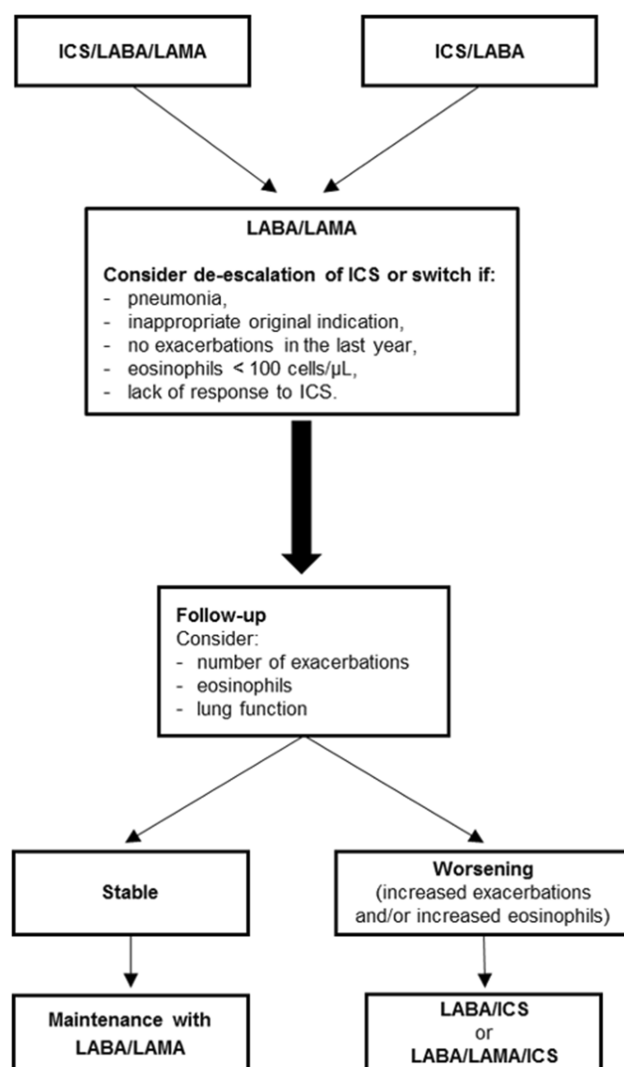 ICS/LABA/LAMA
ICS/LABA
LABA/LAMA
Consider de-escalation of ICS or switch if:
- pneumonia,
- inappropriate original indication,
- no exacerbations in the last year,
- eosinophils < 100 cells/µL,
- lack of response to ICS.
Follow-up
Consider:
- number of exacerbations
- eosinophils
- lung function
Stable
Worsening
(increased exacerbations
and/or increased eosinophils)
Maintenance with
LABA/LAMA
LABA/ICS
or
LABA/LAMA/ICS